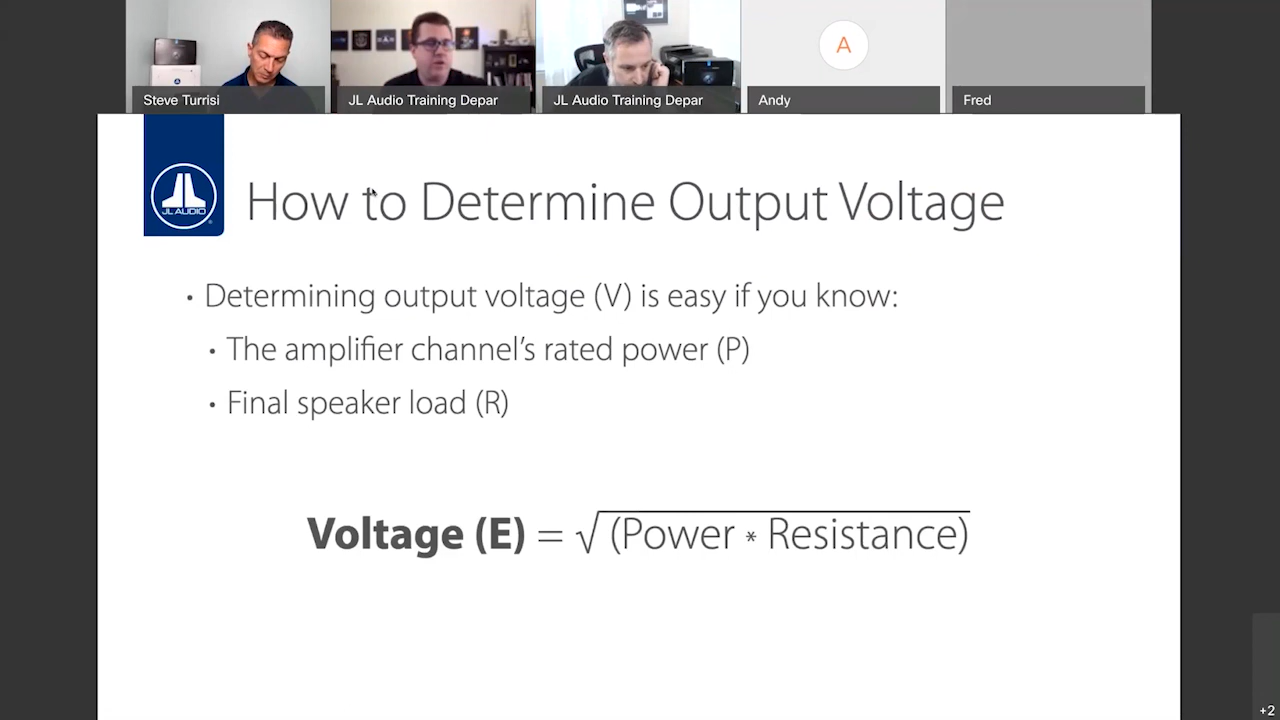 Steve Turrisi
JL Audio Training Depar
JL Audio Training Depar
A
Andy
Fred
JL AUDIO
How to Determine Output Voltage
• Determining output voltage (V) is easy if you know:
• The amplifier channel’s rated power (P)
• Final speaker load (R)
Voltage (E) = √ (Power * Resistance)
+2